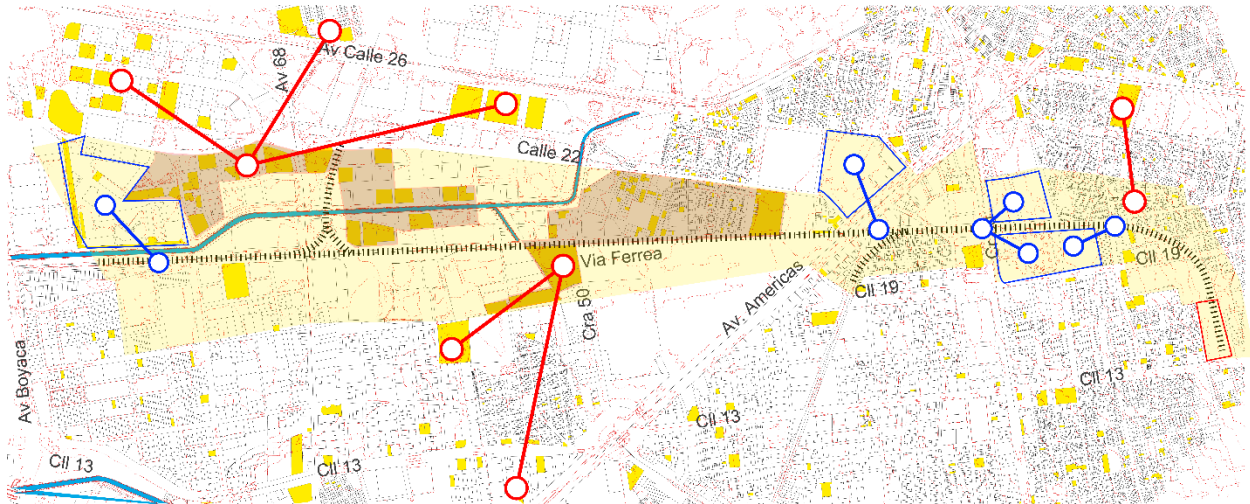 Av Calle 26
Av 68
Calle 22
Via Ferrea
Cra 50
Av. Americas
Cll 19
Cll 19
Av Boyaca
Cll 13
Cll 13
Cll 13
Cll 13